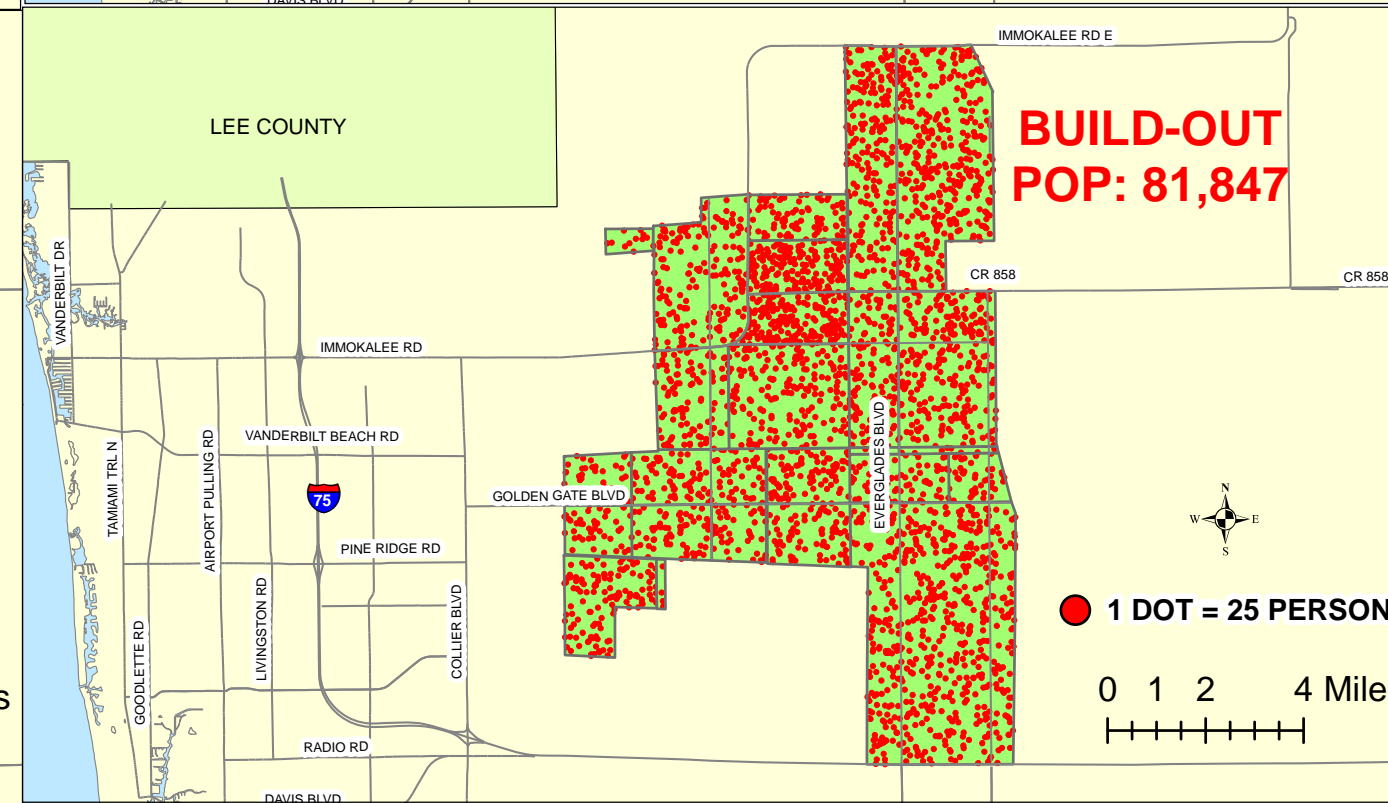 DAVIS BLVD
IMMOKALEE RD E
LEE COUNTY
BUILD-OUT
POP: 81,847
VANDERBILT DR
CR 858
CR 858
IMMOKALEE RD
EVERGLADES BLVD
VANDERBILT BEACH RD
TAMIAMI TRL N
AIRPORT PULLING RD
75
GOLDEN GATE BLVD
N
W
E
S
PINE RIDGE RD
1 DOT = 25 PERSON
GOODLETTE RD
LIVINGSTON RD
COLLIER BLVD
0 1 2 4 Mile
s
RADIO RD
DAVIS BLVD